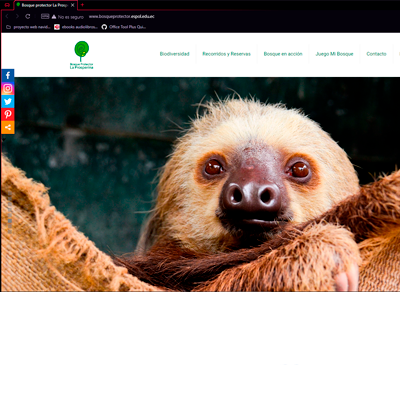 Bosque protector La Prosp
No es seguro www.bosqueprotector.espol.edu.ec
proyecto web navid... ebooks audiolibros... Office Tool Plus Qui...
Bosque Protector
La Prosperina
Biodiversidad Recorridos y Reservas Bosque en acción Juego Mi Bosque Contacto